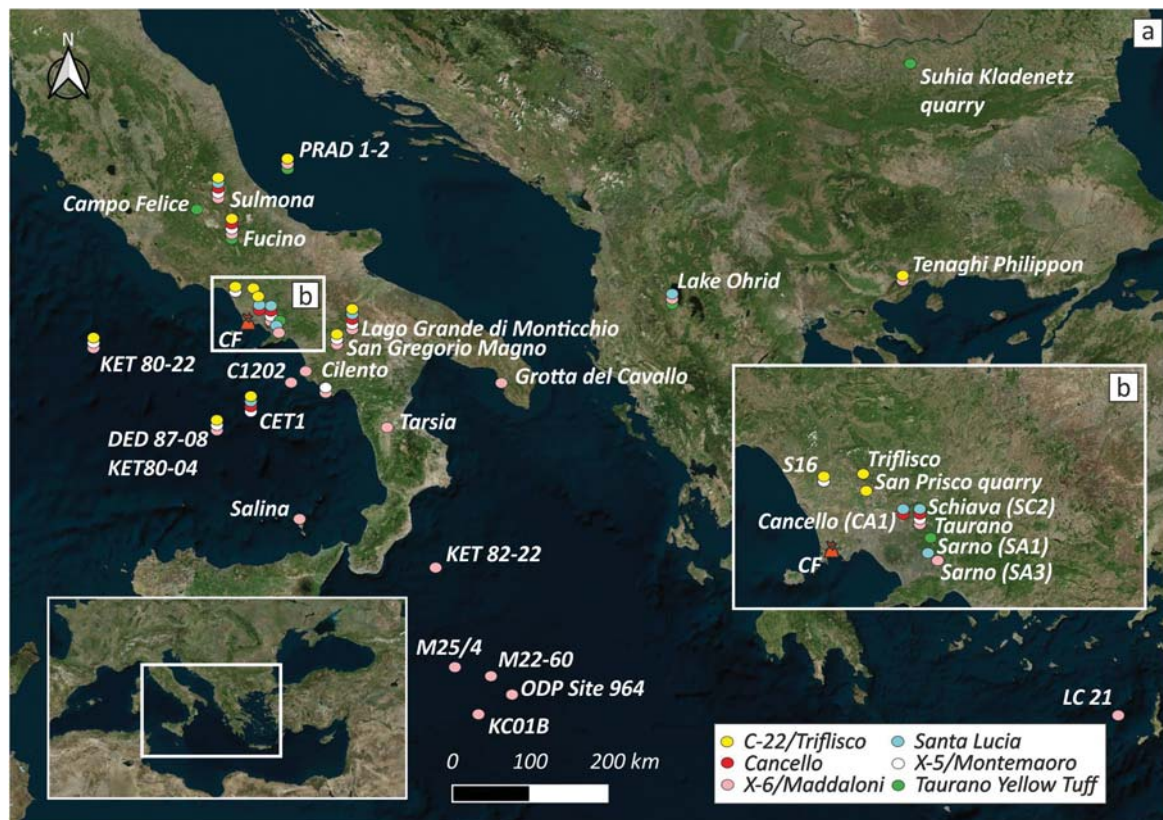 a
N
Suhia Kladenetz
quarry
PRAD 1-2
Campo Felice
Sulmona
Fucino
Lake Ohrid
Tenaghi Philippon
b
CF
Lago Grande di Monticchio
San Gregorio Magno
KET 80-22
C1202
Cilento
Grotta del Cavallo
CET1
Tarsia
DED 87-08
KET80-04
Salina
KET 82-22
b
S16
Triflisco
San Prisco quarry
Cancello (CA1)
Schiava (SC2)
Taurano
Sarno (SA1)
CF
Sarno (SA3)
M25/4
M22-60
ODP Site 964
KC01B
LC 21
0 100 200 km
C-22/Triflisco
Cancello
X-6/Maddaloni
Santa Lucia
X-5/Montemaoro
Taurano Yellow Tuff